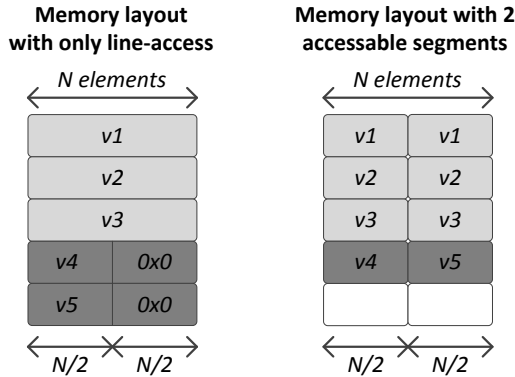 Memory layout
with only line-access
N elements
v1
v2
v3
v4 0x0
v5 0x0
N/2 N/2
Memory layout with 2
accessable segments
N elements
v1 v1
v2 v2
v3 v3
v4 v5
N/2 N/2